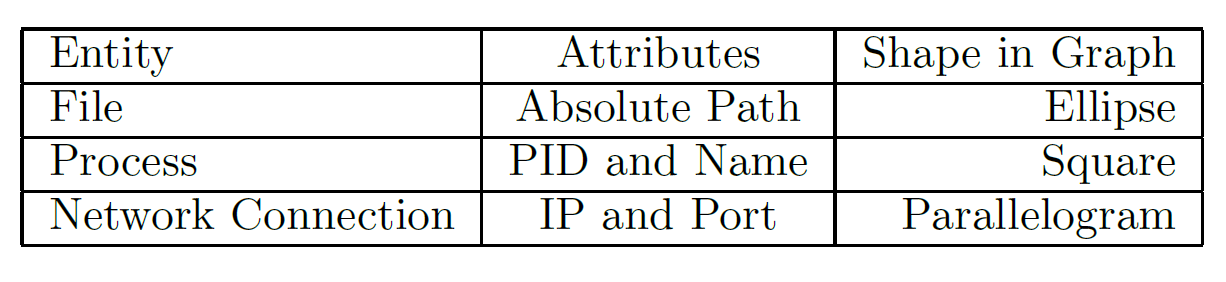 Entity Attributes Shape in Graph
File Absolute Path Ellipse
Process PID and Name Square
Network Connection IP and Port Parallelogram